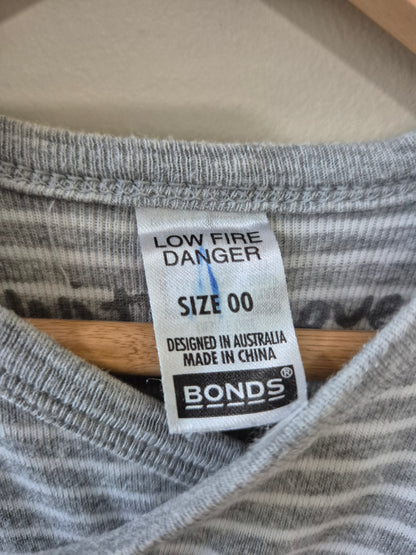 LOW FIRE
DANGER
SIZE 00
DESIGNED IN AUSTRALIA
MADE IN CHINA
BONDS®